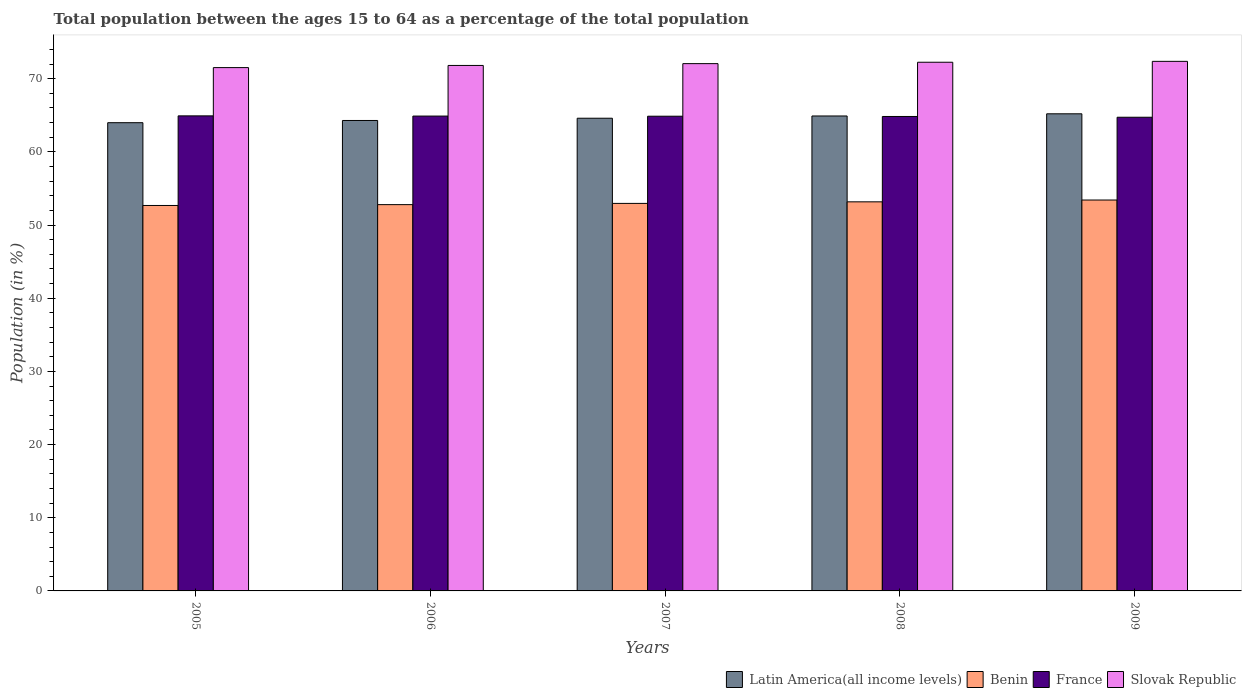 Total population between the ages 15 to 64 as a percentage of the total population
Population (in %)
70
60
50
40
30
20
10
0
2005
2006
2007
2008
2009
Years
Latin America(all income levels)
Benin
France
Slovak Republic